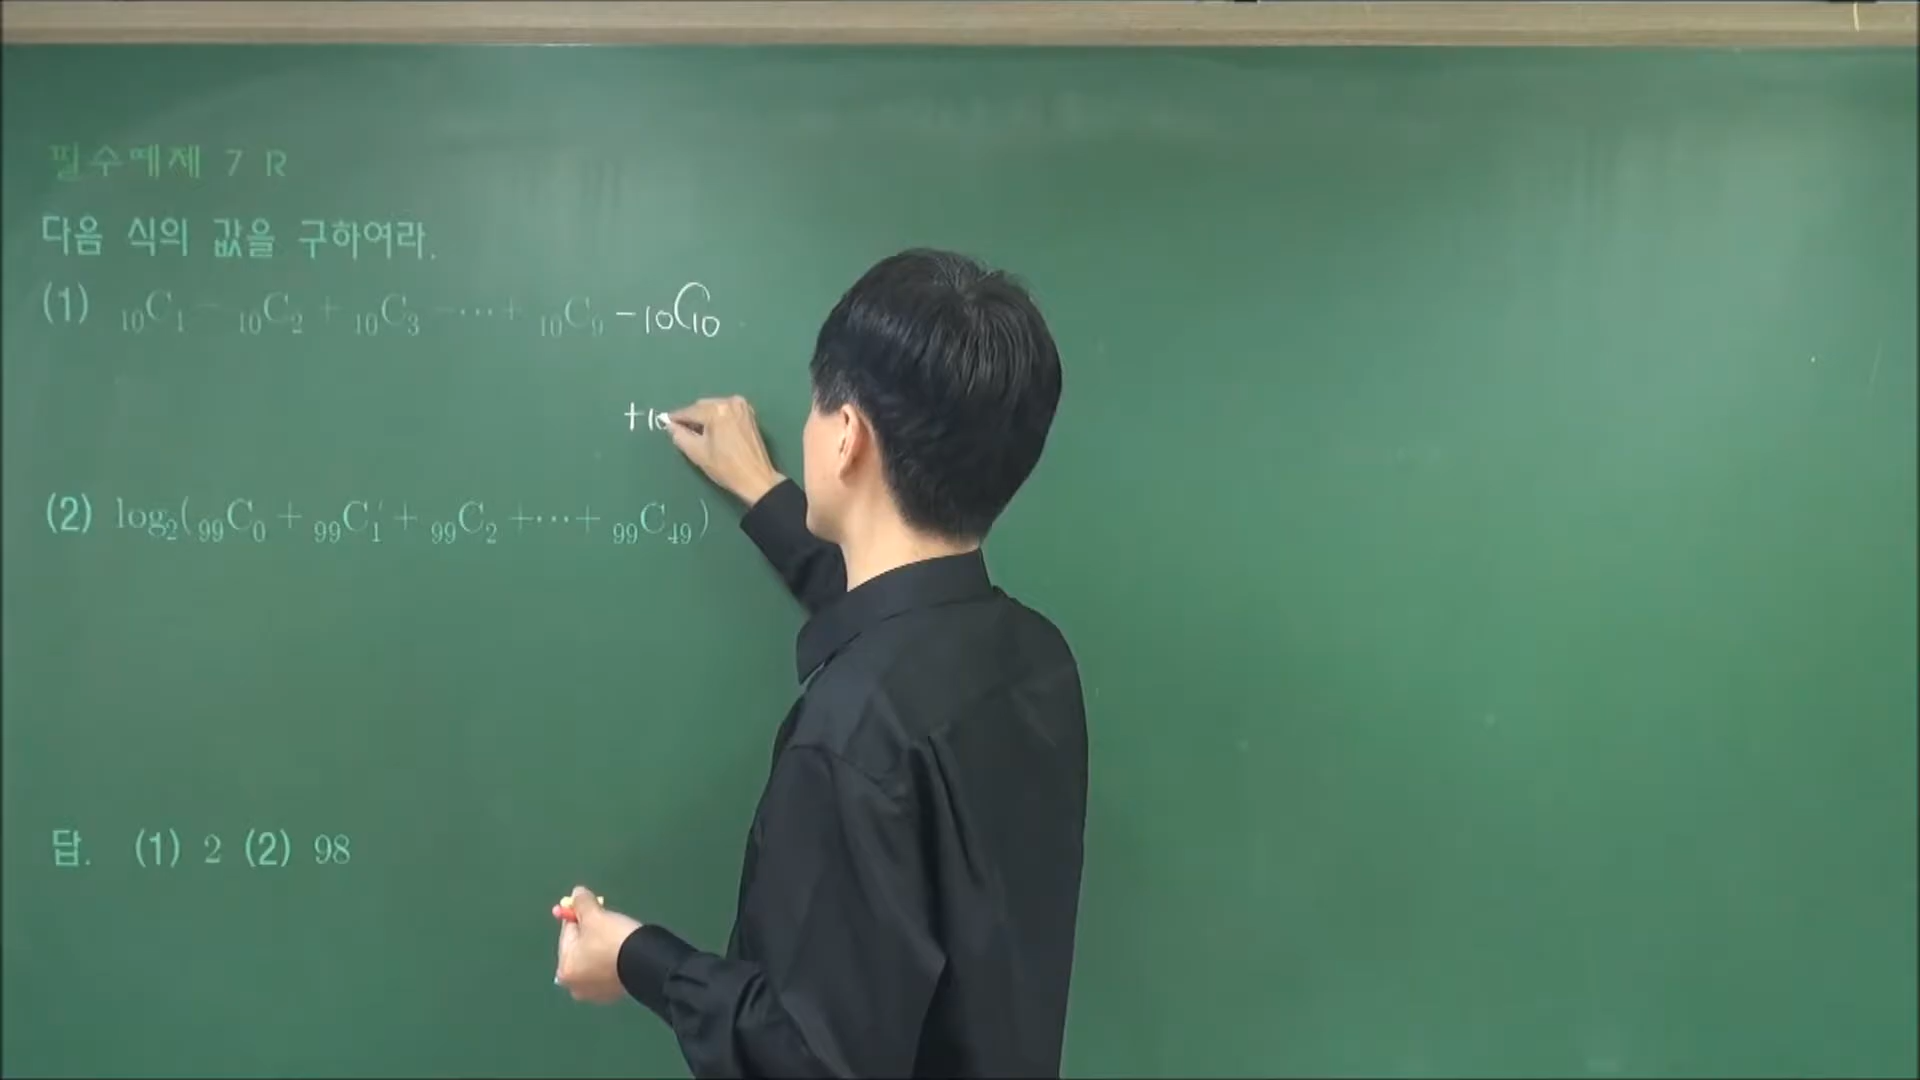 필수예제 7 R
다음 식의 값을 구하여라.
(1) ₁₀C₁ − ₁₀C₂ + ₁₀C₃ −⋯+ ₁₀C₉ −₁₀C₁₀
+10
(2) log₂( ₉₉C₀ + ₉₉C₁ + ₉₉C₂ +⋯+ ₉₉C₄₉)
답. (1) 2 (2) 98